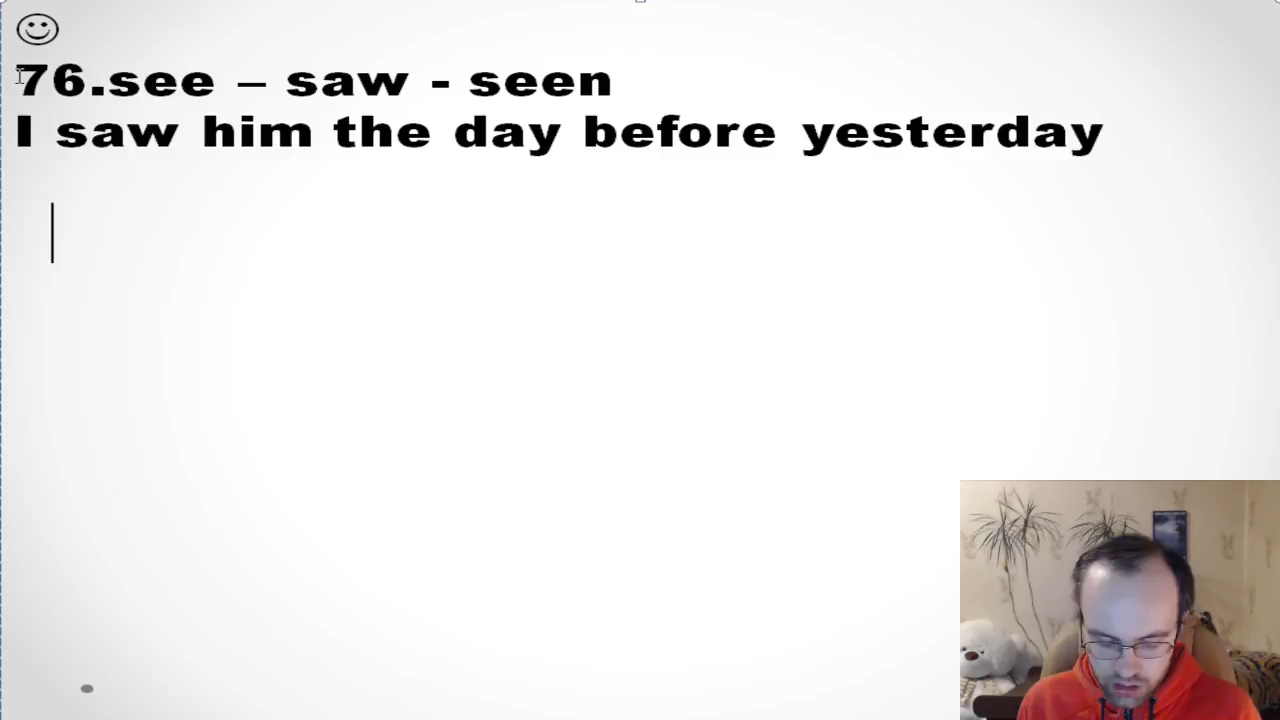 76.see – saw - seen
I saw him the day before yesterday